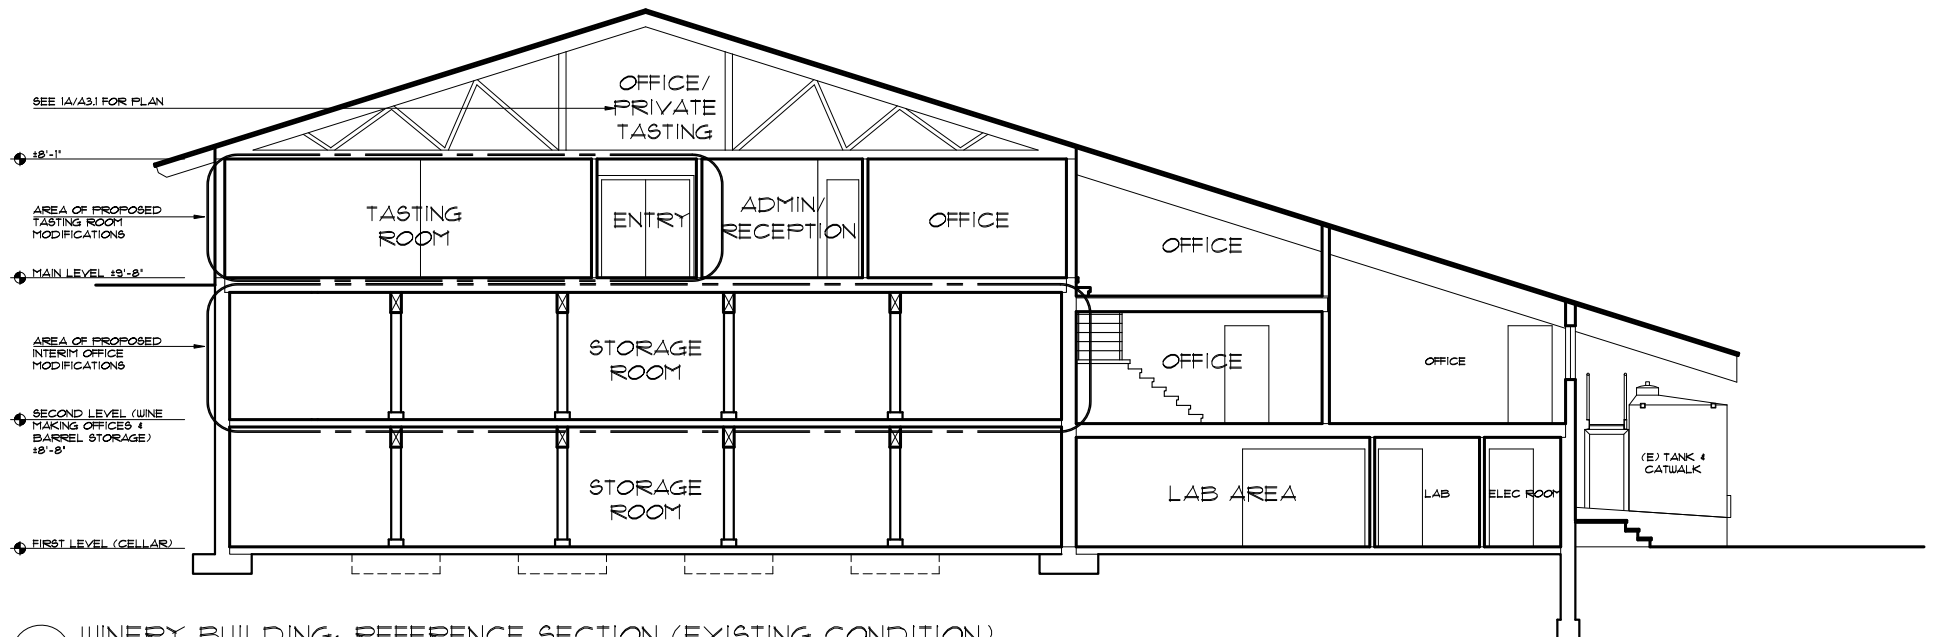 OFFICE/
PRIVATE
TASTING
SEE 1A/A3.1 FOR PLAN
±8'-1"
AREA OF PROPOSED
TASTING ROOM
MODIFICATIONS
TASTING
ROOM
ENTRY
ADMIN/
RECEPTION
OFFICE
OFFICE
MAIN LEVEL ±9'-8"
AREA OF PROPOSED
INTERIM OFFICE
MODIFICATIONS
STORAGE
ROOM
OFFICE
OFFICE
SECOND LEVEL (WINE
MAKING OFFICES &
BARREL STORAGE)
±8'-8"
STORAGE
ROOM
LAB AREA
LAB
ELEC ROOM
(E) TANK &
CATWALK
FIRST LEVEL (CELLAR)
WINERY BUILDING: REFERENCE SECTION (EXISTING CONDITION)